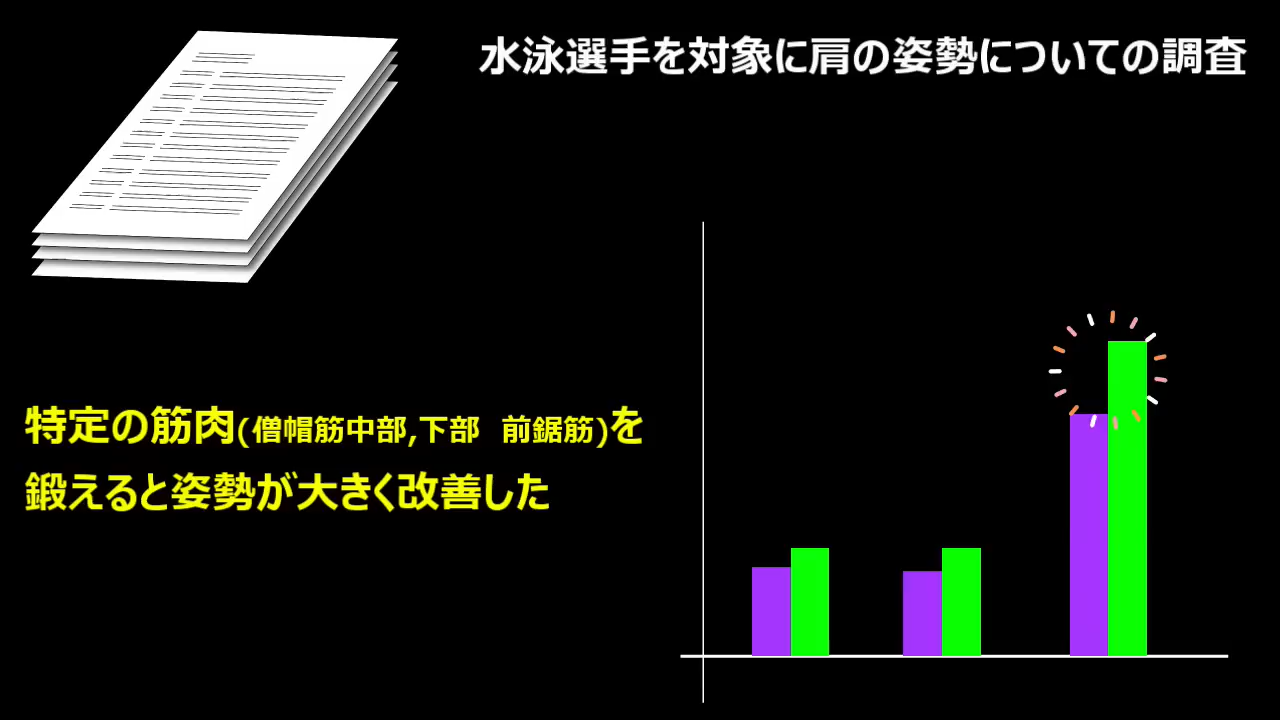 水泳選手を対象に肩の姿勢についての調査
特定の筋肉(僧帽筋中部,下部　前鋸筋)を
鍛えると姿勢が大きく改善した